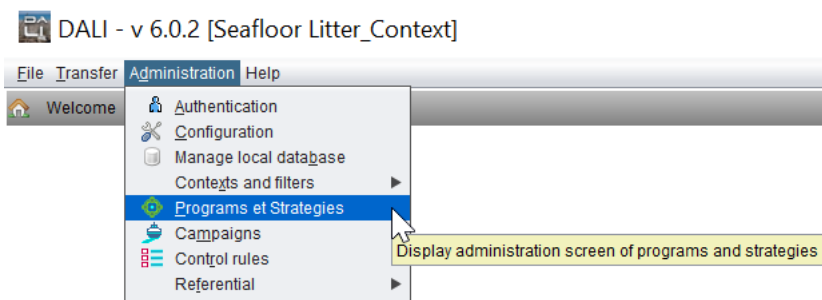 DALI - v 6.0.2 [Seafloor Litter_Context]
File Transfer Administration Help
Welcome
Authentication
Configuration
Manage local database
Contexts and filters
Programs et Strategies
Campaigns
Display administration screen of programs and strategies
Control rules
Referential